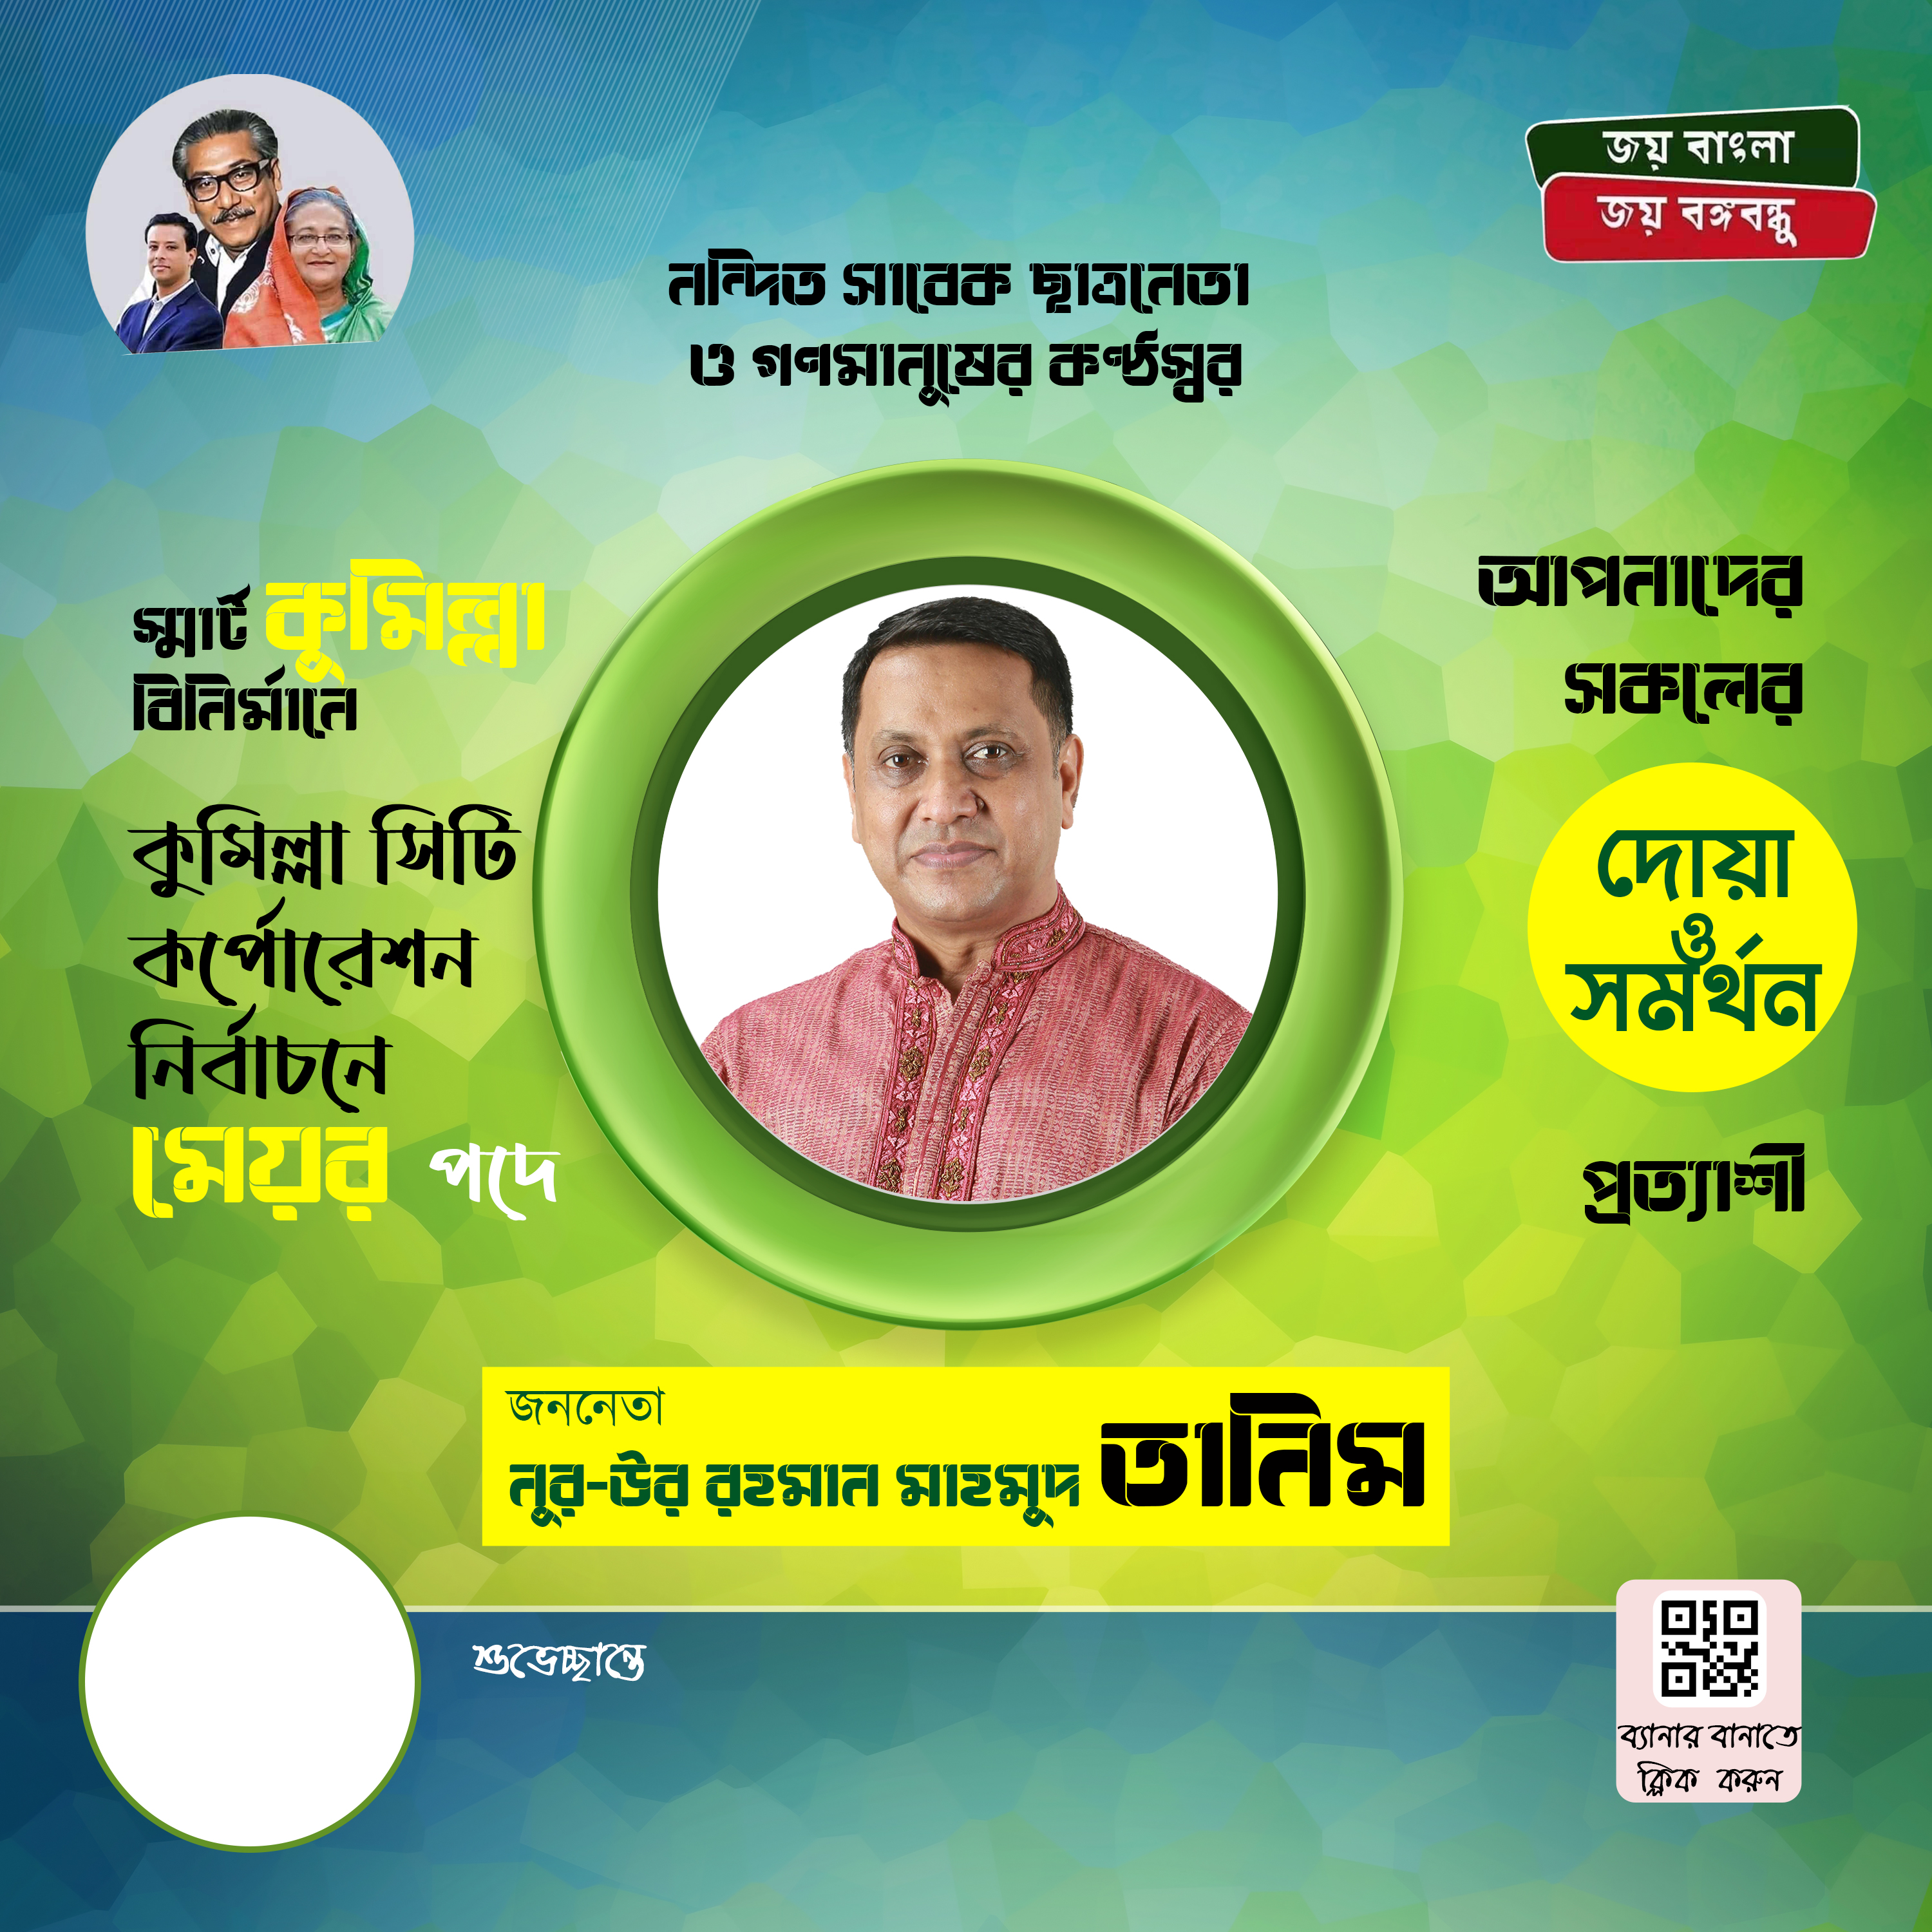 জয় বাংলা
জয় বঙ্গবন্ধু
নন্দিত সাবেক ছাত্রনেতা
ও গণমানুষের কণ্ঠস্বর
স্মার্ট কুমিল্লা
বিনির্মানে
কুমিল্লা সিটি
কর্পোরেশন
নির্বাচনে
মেয়র পদে
আপনাদের
সকলের
দোয়া
ও
সমর্থন
প্রত্যাশী
জননেতা
নুর-উর রহমান মাহমুদ তানিম
শুভেচ্ছান্তে
ব্যানার বানাতে
ক্লিক করুন